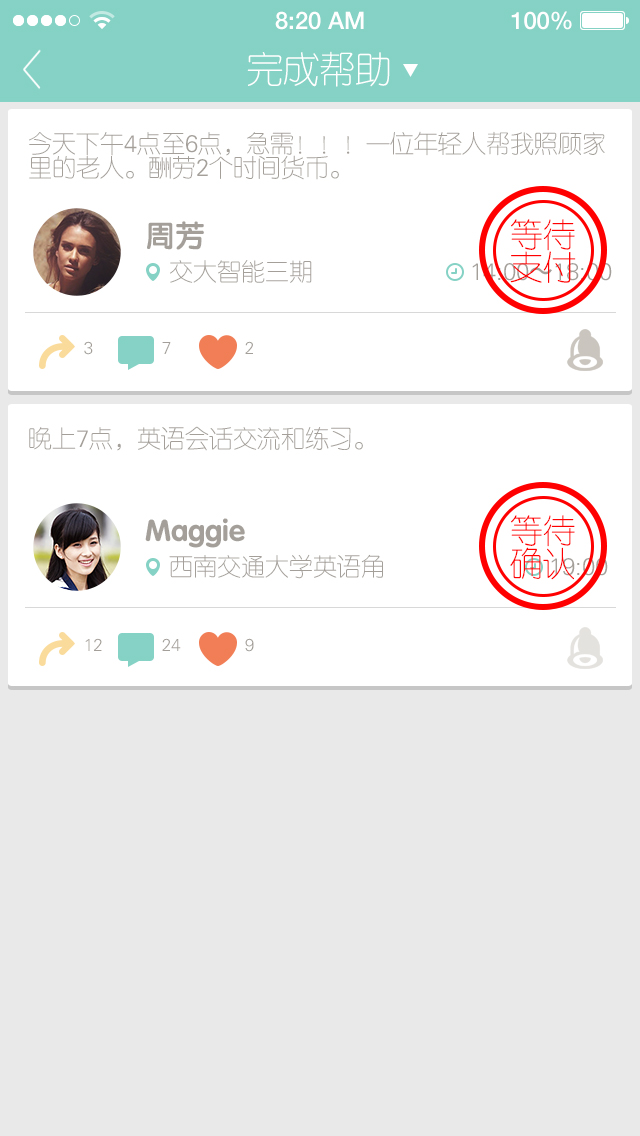 8:20 AM 100%
完成帮助
今天下午4点至6点，急需！！！一位年轻人帮我照顾家
里的老人。酬劳2个时间货币。
周芳
交大智能三期
14:00～18:00
等待
支付
3 7 2
晚上7点，英语会话交流和练习。
Maggie
西南交通大学英语角
19:00
等待
确认
12 24 9